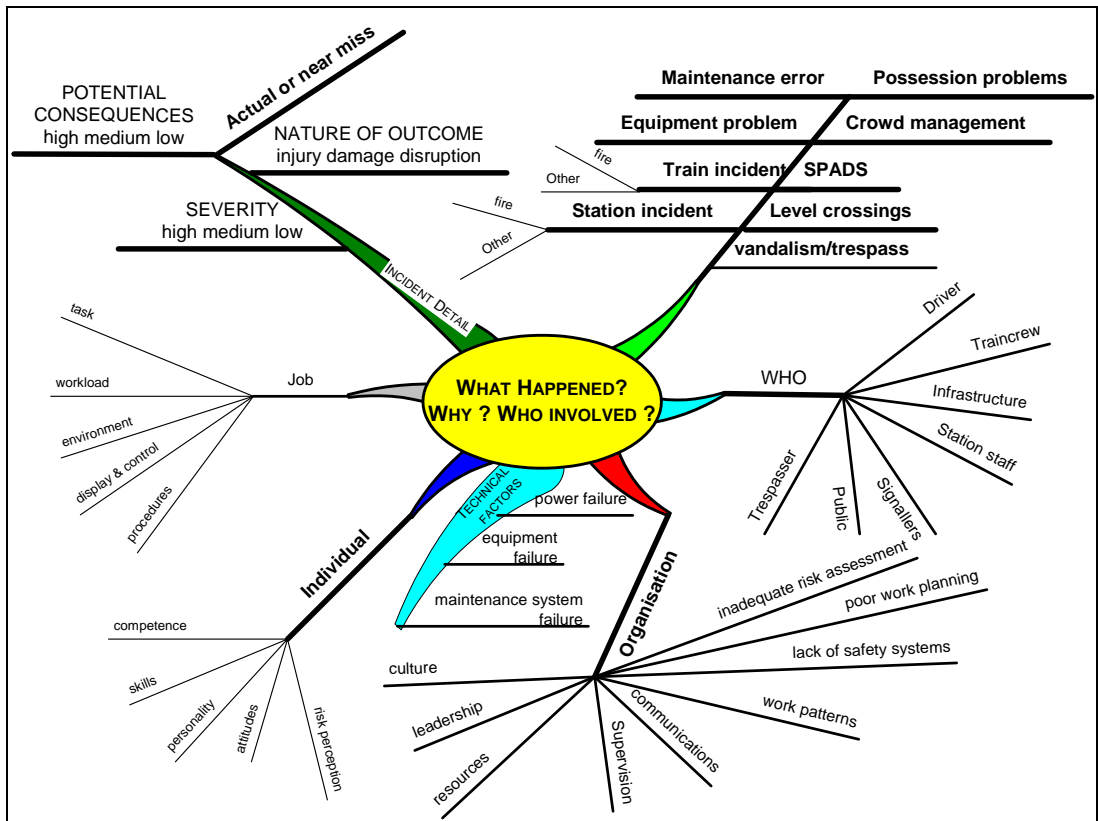 POTENTIAL
CONSEQUENCES
high medium low
Actual or near miss
NATURE OF OUTCOME
injury damage disruption
SEVERITY
high medium low
INCIDENT DETAIL
Maintenance error
Possession problems
Equipment problem
Crowd management
fire
Other
Train incident
SPADS
fire
Other
Station incident
Level crossings
vandalism/trespass
WHAT HAPPENED?
WHY ? WHO INVOLVED ?
WHO
Driver
Traincrew
Infrastructure
Station staff
Signallers
Public
Trespasser
Job
task
workload
environment
display & control
procedures
Individual
competence
skills
personality
attitudes
risk perception
TECHNICAL
FACTORS
power failure
equipment
failure
maintenance system
failure
Organisation
inadequate risk assessment
poor work planning
lack of safety systems
work patterns
communications
Supervision
resources
leadership
culture